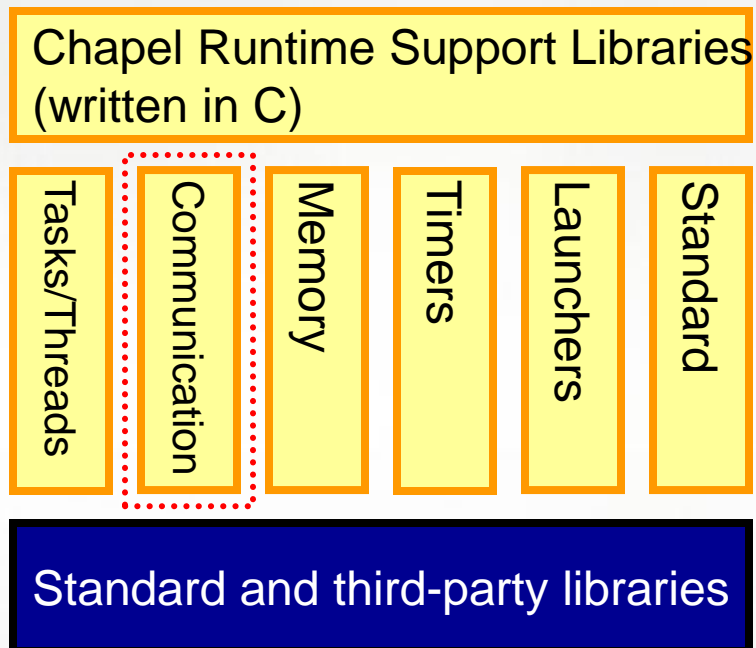 Chapel Runtime Support Libraries
(written in C)
Tasks/Threads
Communication
Memory
Timers
Launchers
Standard
Standard and third-party libraries